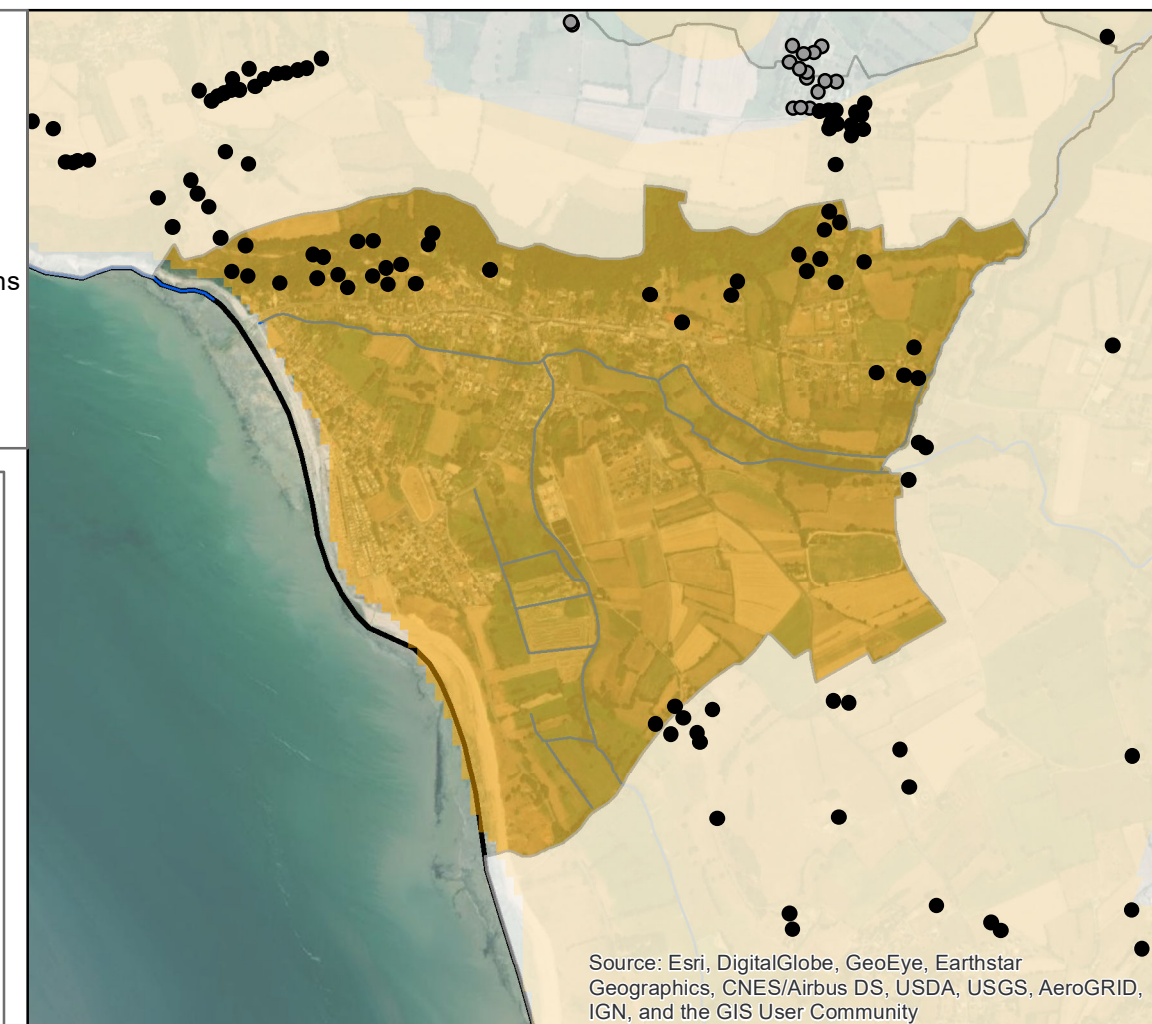 ns
Source: Esri, DigitalGlobe, GeoEye, Earthstar
Geographics, CNES/Airbus DS, USDA, USGS, AeroGRID,
IGN, and the GIS User Community